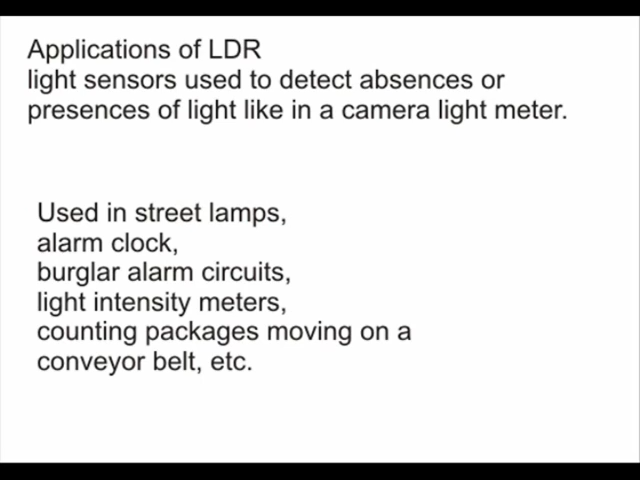 Applications of LDR
light sensors used to detect absences or
presences of light like in a camera light meter.
Used in street lamps,
alarm clock,
burglar alarm circuits,
light intensity meters,
counting packages moving on a
conveyor belt, etc.